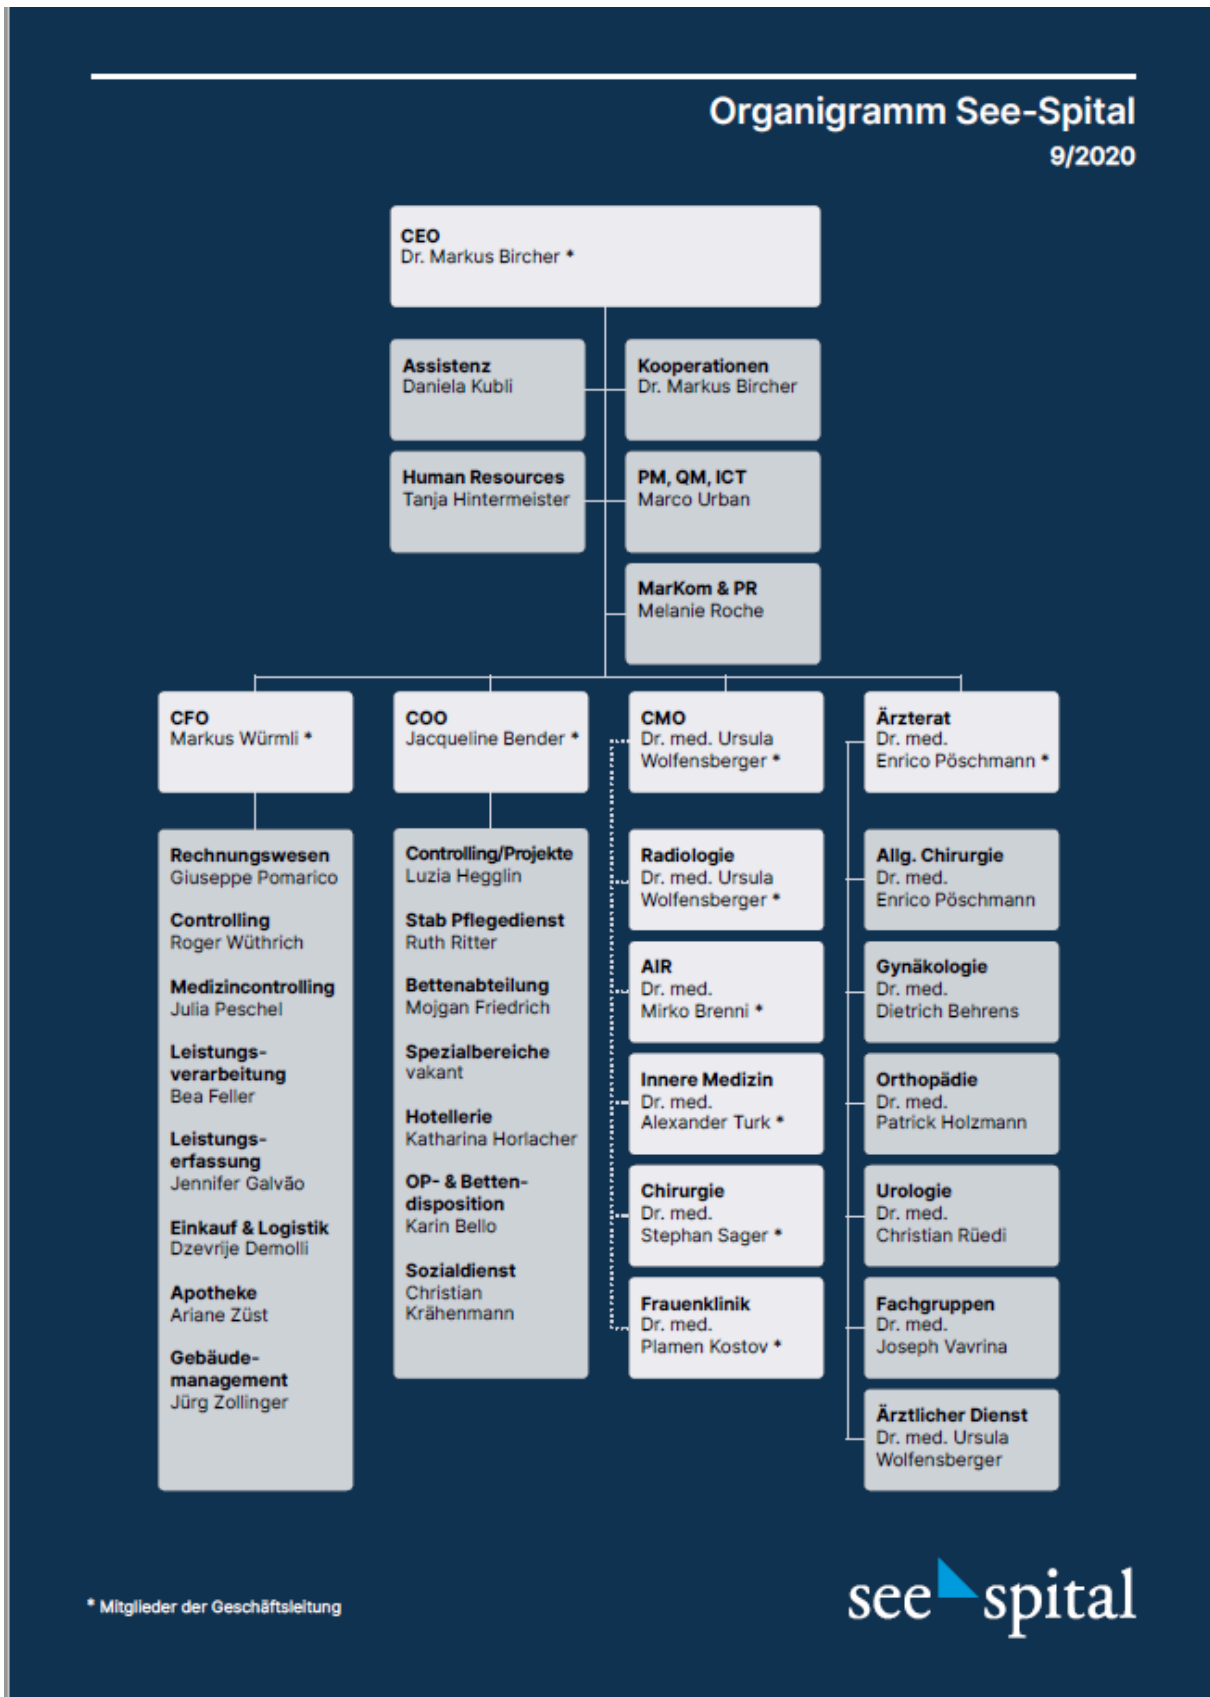 Organigramm See-Spital
9/2020
CEO
Dr. Markus Bircher *
Assistenz
Daniela Kubli
Kooperationen
Dr. Markus Bircher
Human Resources
Tanja Hintermeister
PM, QM, ICT
Marco Urban
MarKom & PR
Melanie Roche
CFO
Markus Würmli *
Rechnungswesen
Giuseppe Pomarico
Controlling
Roger Wüthrich
Medizincontrolling
Julia Peschel
Leistungs-
verarbeitung
Bea Feller
Leistungs-
erfassung
Jennifer Galvão
Einkauf & Logistik
Dzevrije Demolli
Apotheke
Ariane Züst
Gebäude-
management
Jürg Zollinger
COO
Jacqueline Bender *
Controlling/Projekte
Luzia Hegglin
Stab Pflegedienst
Ruth Ritter
Bettenabteilung
Mojgan Friedrich
Spezialbereiche
vakant
Hotellerie
Katharina Horlacher
OP- & Betten-
disposition
Karin Bello
Sozialdienst
Christian
Krähenmann
CMO
Dr. med. Ursula
Wolfensberger *
Radiologie
Dr. med. Ursula
Wolfensberger *
AIR
Dr. med.
Mirko Brenni *
Innere Medizin
Dr. med.
Alexander Turk *
Chirurgie
Dr. med.
Stephan Sager *
Frauenklinik
Dr. med.
Plamen Kostov *
Ärzterat
Dr. med.
Enrico Pöschmann *
Allg. Chirurgie
Dr. med.
Enrico Pöschmann
Gynäkologie
Dr. med.
Dietrich Behrens
Orthopädie
Dr. med.
Patrick Holzmann
Urologie
Dr. med.
Christian Rüedi
Fachgruppen
Dr. med.
Joseph Vavrina
Ärztlicher Dienst
Dr. med. Ursula
Wolfensberger
* Mitglieder der Geschäftsleitung
see spital